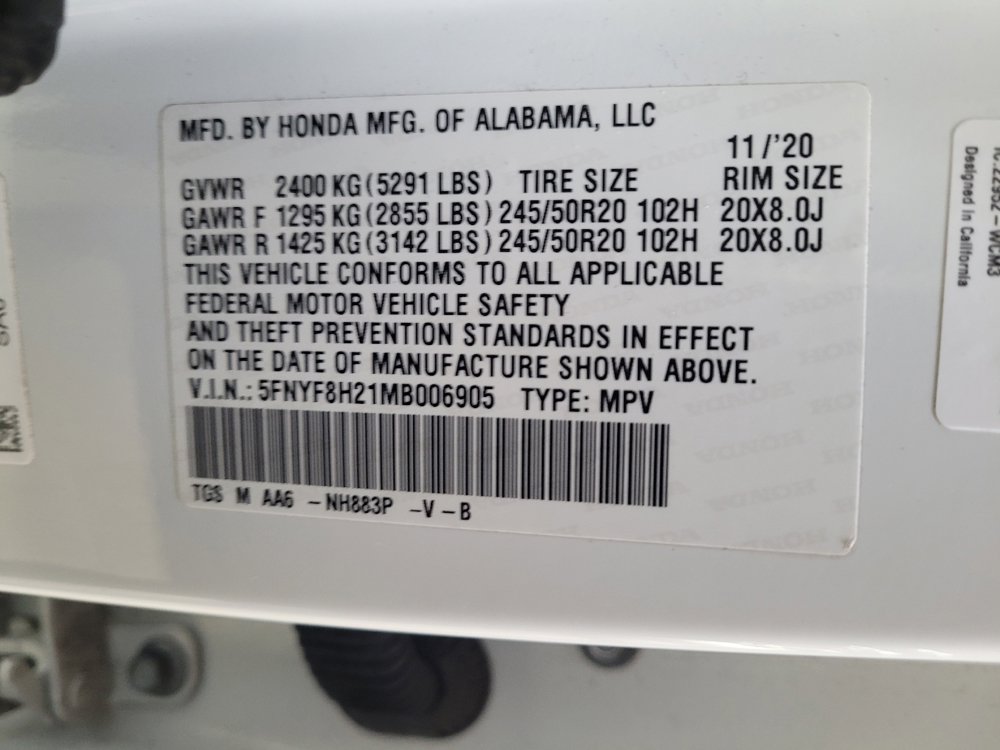 MFD. BY HONDA MFG. OF ALABAMA, LLC
11/'20
GVWR 2400 KG (5291 LBS) TIRE SIZE RIM SIZE
GAWR F 1295 KG (2855 LBS) 245/50R20 102H 20X8.0J
GAWR R 1425 KG (3142 LBS) 245/50R20 102H 20X8.0J
THIS VEHICLE CONFORMS TO ALL APPLICABLE
FEDERAL MOTOR VEHICLE SAFETY
AND THEFT PREVENTION STANDARDS IN EFFECT
ON THE DATE OF MANUFACTURE SHOWN ABOVE.
V.I.N.: 5FNYF8H21MB006905 TYPE: MPV
TGS M AA6 -NH883P -V -B
Designed in California